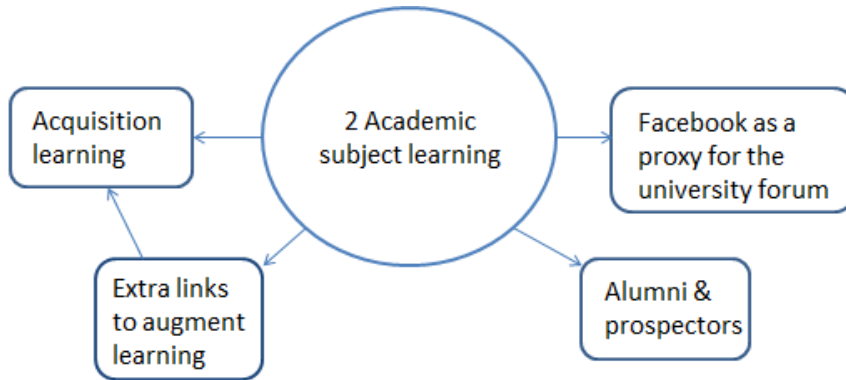 2 Academic
subject learning
Acquisition
learning
Facebook as a
proxy for the
university forum
Extra links
to augment
learning
Alumni &
prospectors